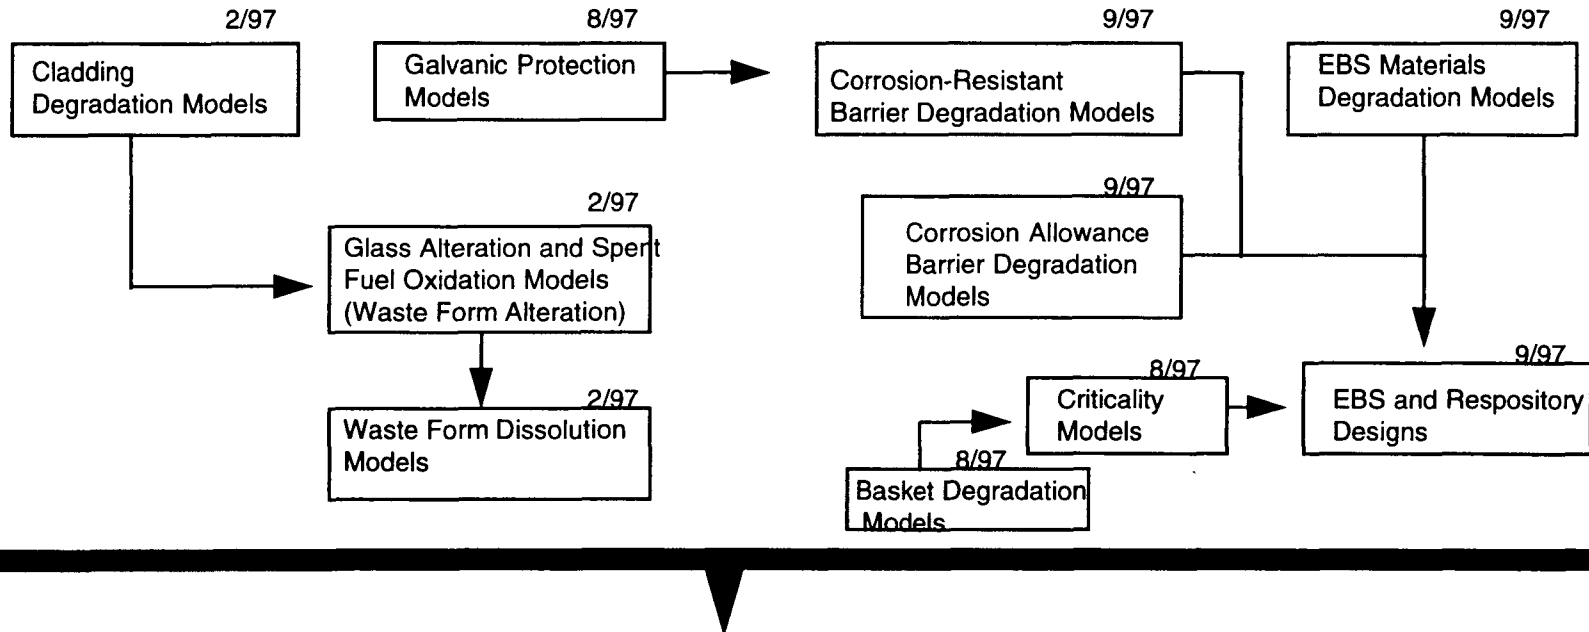 2/97
Cladding
Degradation Models
8/97
Galvanic Protection
Models
9/97
Corrosion-Resistant
Barrier Degradation Models
9/97
EBS Materials
Degradation Models
2/97
Glass Alteration and Spent
Fuel Oxidation Models
(Waste Form Alteration)
9/97
Corrosion Allowance
Barrier Degradation
Models
2/97
Waste Form Dissolution
Models
8/97
Criticality
Models
9/97
EBS and Respository
Designs
8/97
Basket Degradation
Models